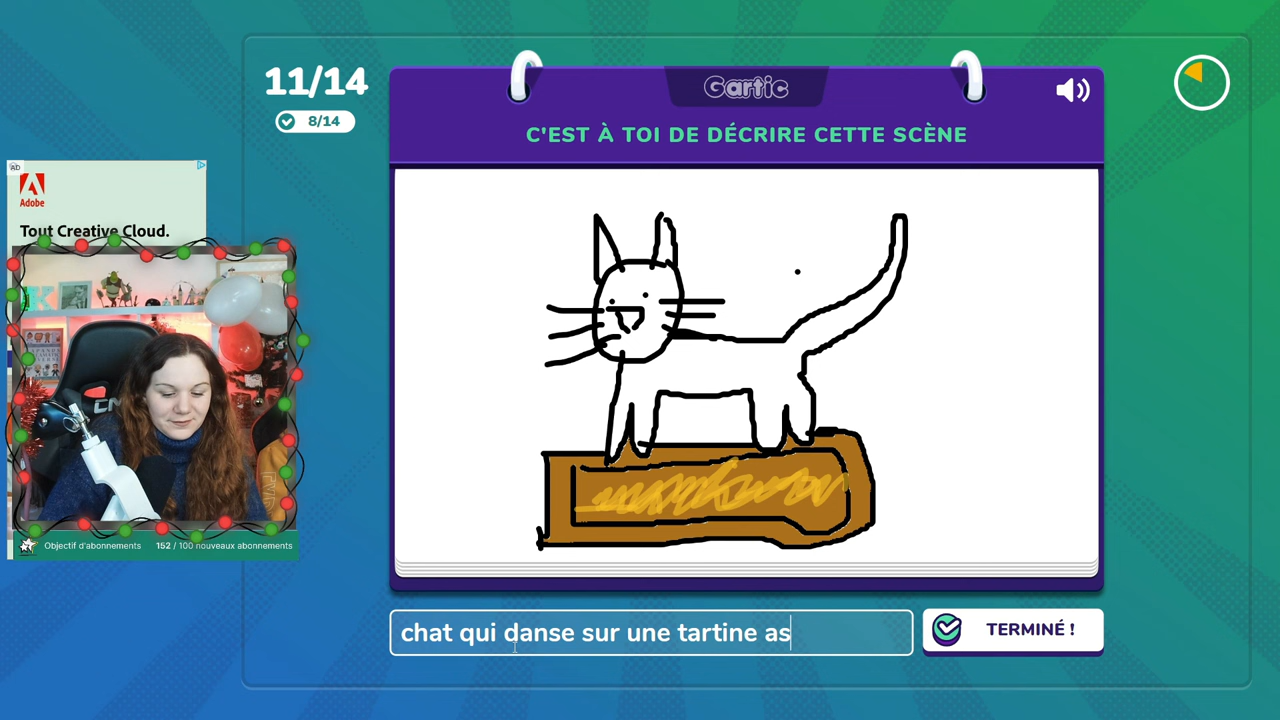 11/14
8/14
Gartic
C'EST À TOI DE DÉCRIRE CETTE SCÈNE
AD
Adobe
Tout Creative Cloud.
Objectif d'abonnements 152 / 100 nouveaux abonnements
chat qui danse sur une tartine as
TERMINÉ !